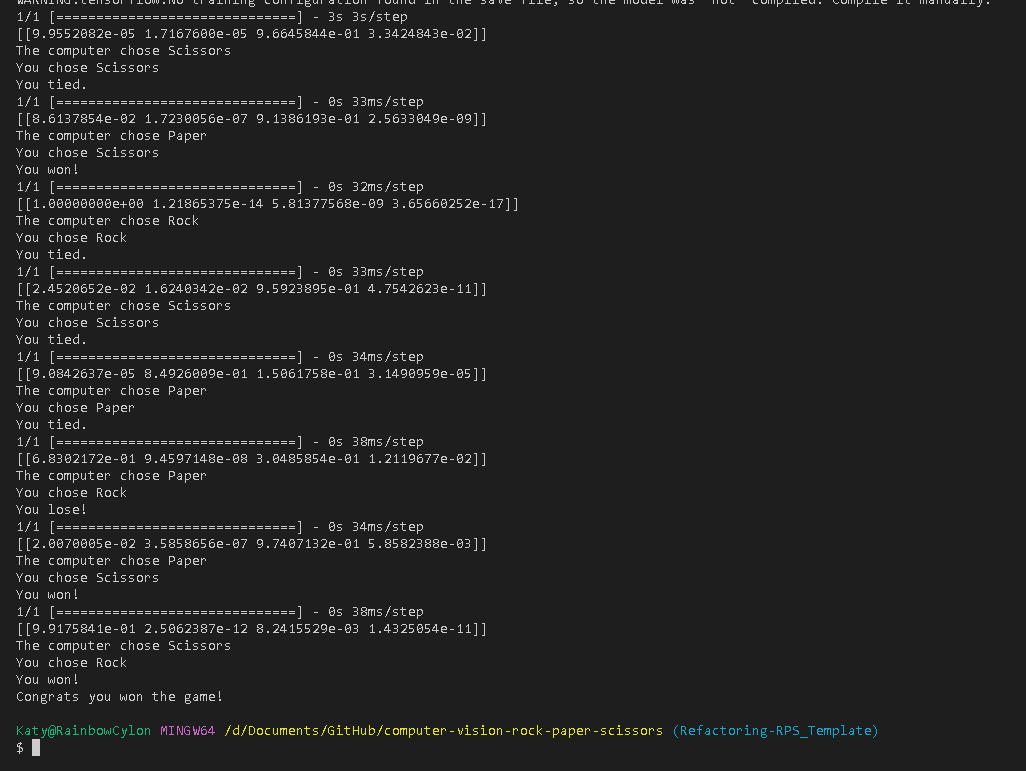 WARNING:tensorflow:No training configuration found in the save file, so the model was *not* compiled. Compile it manually.
1/1 [==============================] - 3s 3s/step
[[9.9552082e-05 1.7167600e-05 9.6645844e-01 3.3424843e-02]]
The computer chose Scissors
You chose Scissors
You tied.
1/1 [==============================] - 0s 33ms/step
[[8.6137854e-02 1.7230056e-07 9.1386193e-01 2.5633049e-09]]
The computer chose Paper
You chose Scissors
You won!
1/1 [==============================] - 0s 32ms/step
[[1.00000000e+00 1.21865375e-14 5.81377568e-09 3.65660252e-17]]
The computer chose Rock
You chose Rock
You tied.
1/1 [==============================] - 0s 33ms/step
[[2.4520652e-02 1.6240342e-02 9.5923895e-01 4.7542623e-11]]
The computer chose Scissors
You chose Scissors
You tied.
1/1 [==============================] - 0s 34ms/step
[[9.0842637e-05 8.4926009e-01 1.5061758e-01 3.1490959e-05]]
The computer chose Paper
You chose Paper
You tied.
1/1 [==============================] - 0s 38ms/step
[[6.8302172e-01 9.4597148e-08 3.0485854e-01 1.2119677e-02]]
The computer chose Paper
You chose Rock
You lose!
1/1 [==============================] - 0s 34ms/step
[[2.0070005e-02 3.5858656e-07 9.7407132e-01 5.8582388e-03]]
The computer chose Paper
You chose Scissors
You won!
1/1 [==============================] - 0s 38ms/step
[[9.9175841e-01 2.5062387e-12 8.2415529e-03 1.4325054e-11]]
The computer chose Scissors
You chose Rock
You won!
Congrats you won the game!
Katy@RainbowCylon MINGW64 /d/Documents/GitHub/computer-vision-rock-paper-scissors (Refactoring-RPS_Template)
$